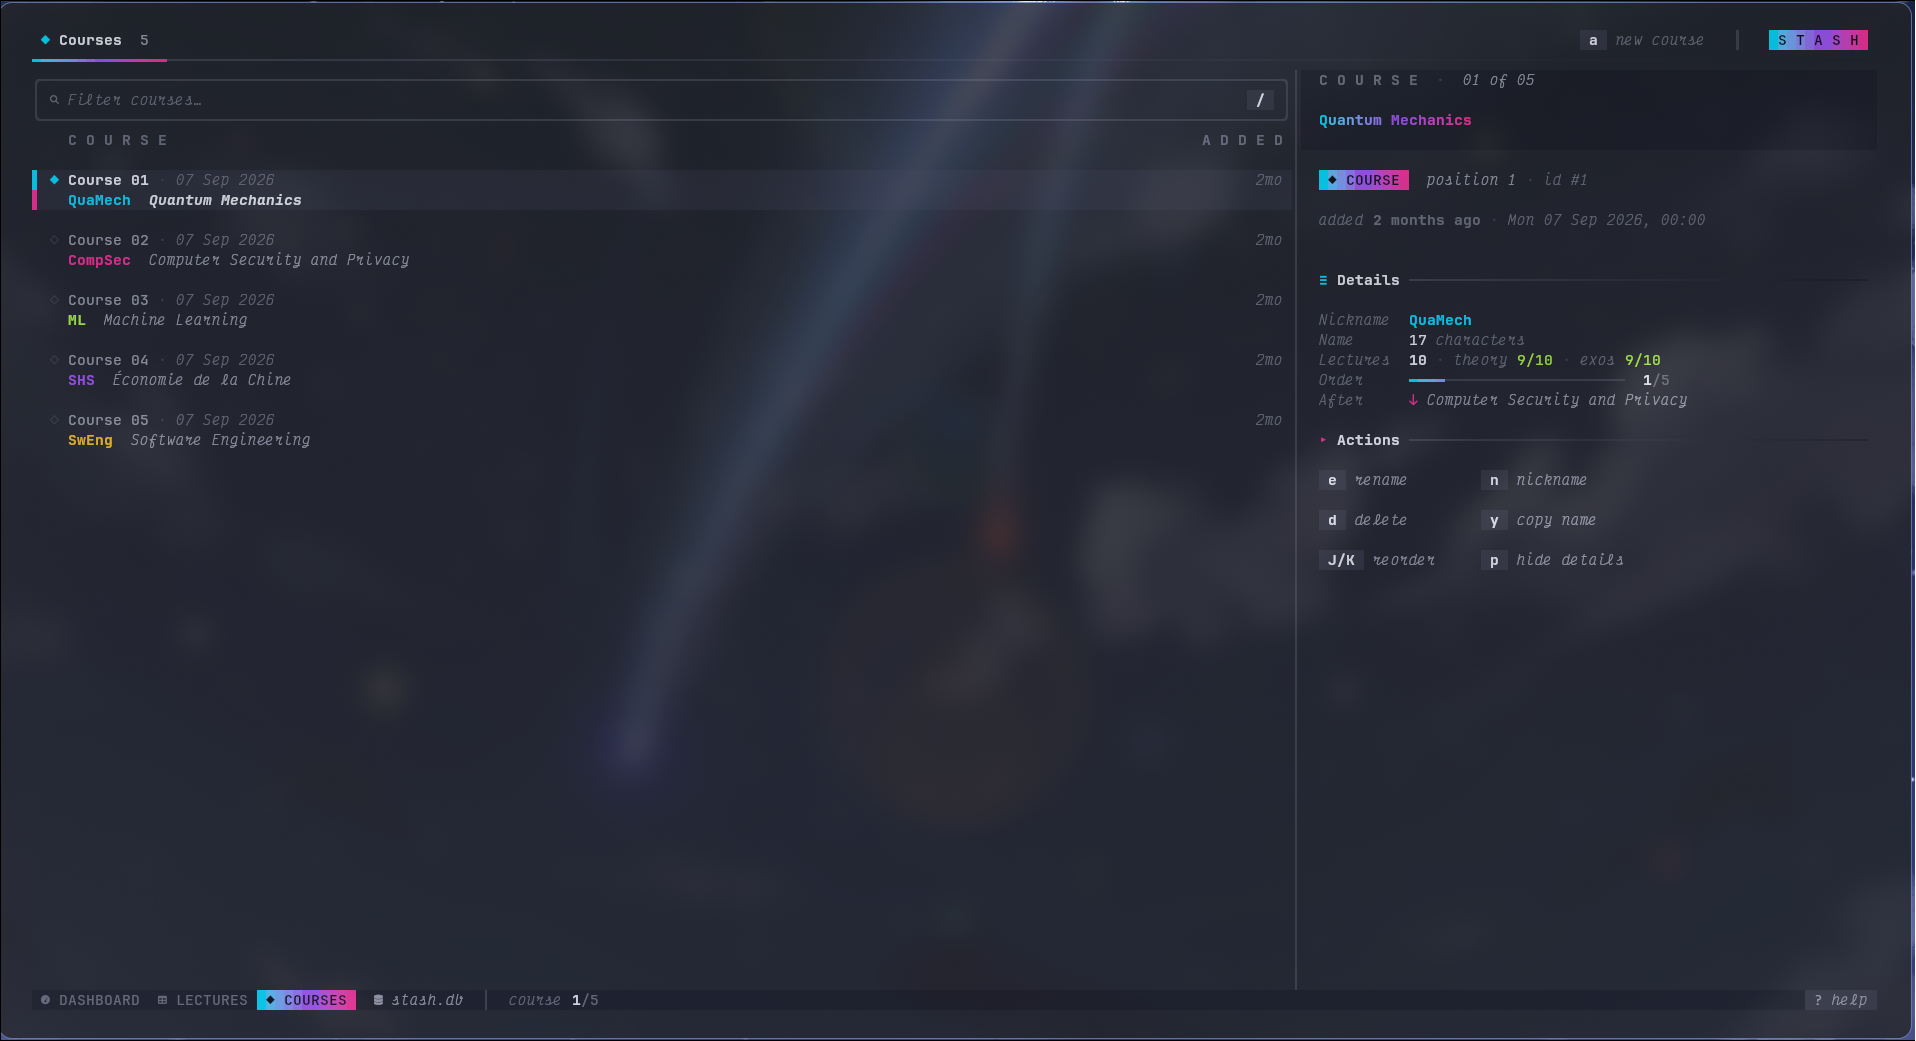 ◆ Courses 5
a new course
S T A S H
Filter courses… /
C O U R S E
A D D E D
◆ Course 01 · 07 Sep 2026 2mo
QuaMech Quantum Mechanics
◇ Course 02 · 07 Sep 2026 2mo
CompSec Computer Security and Privacy
◇ Course 03 · 07 Sep 2026 2mo
ML Machine Learning
◇ Course 04 · 07 Sep 2026 2mo
SHS Économie de la Chine
◇ Course 05 · 07 Sep 2026 2mo
SwEng Software Engineering
C O U R S E · 01 of 05
Quantum Mechanics
◆ COURSE position 1 · id #1
added 2 months ago · Mon 07 Sep 2026, 00:00
Details
Nickname QuaMech
Name 17 characters
Lectures 10 · theory 9/10 · exos 9/10
Order 1/5
After ↓ Computer Security and Privacy
Actions
e rename n nickname
d delete y copy name
J/K reorder p hide details
DASHBOARD LECTURES ◆ COURSES stash.db course 1/5 ? help